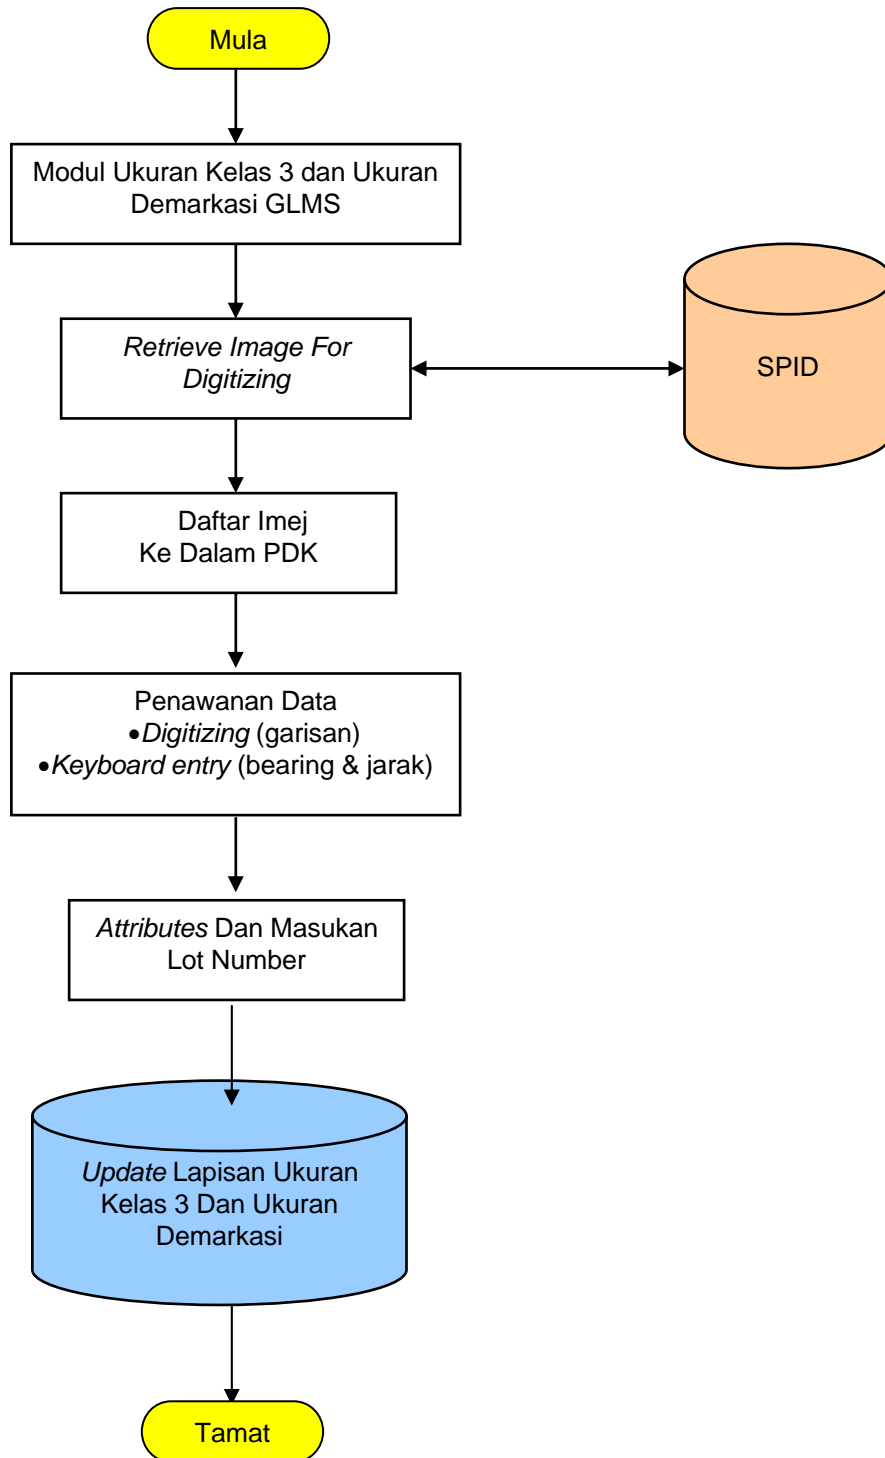 Mula
Modul Ukuran Kelas 3 dan Ukuran
Demarkasi GLMS
Retrieve Image For
Digitizing
SPID
Daftar Imej
Ke Dalam PDK
Penawanan Data
•Digitizing (garisan)
•Keyboard entry (bearing & jarak)
Attributes Dan Masukan
Lot Number
Update Lapisan Ukuran
Kelas 3 Dan Ukuran
Demarkasi
Tamat